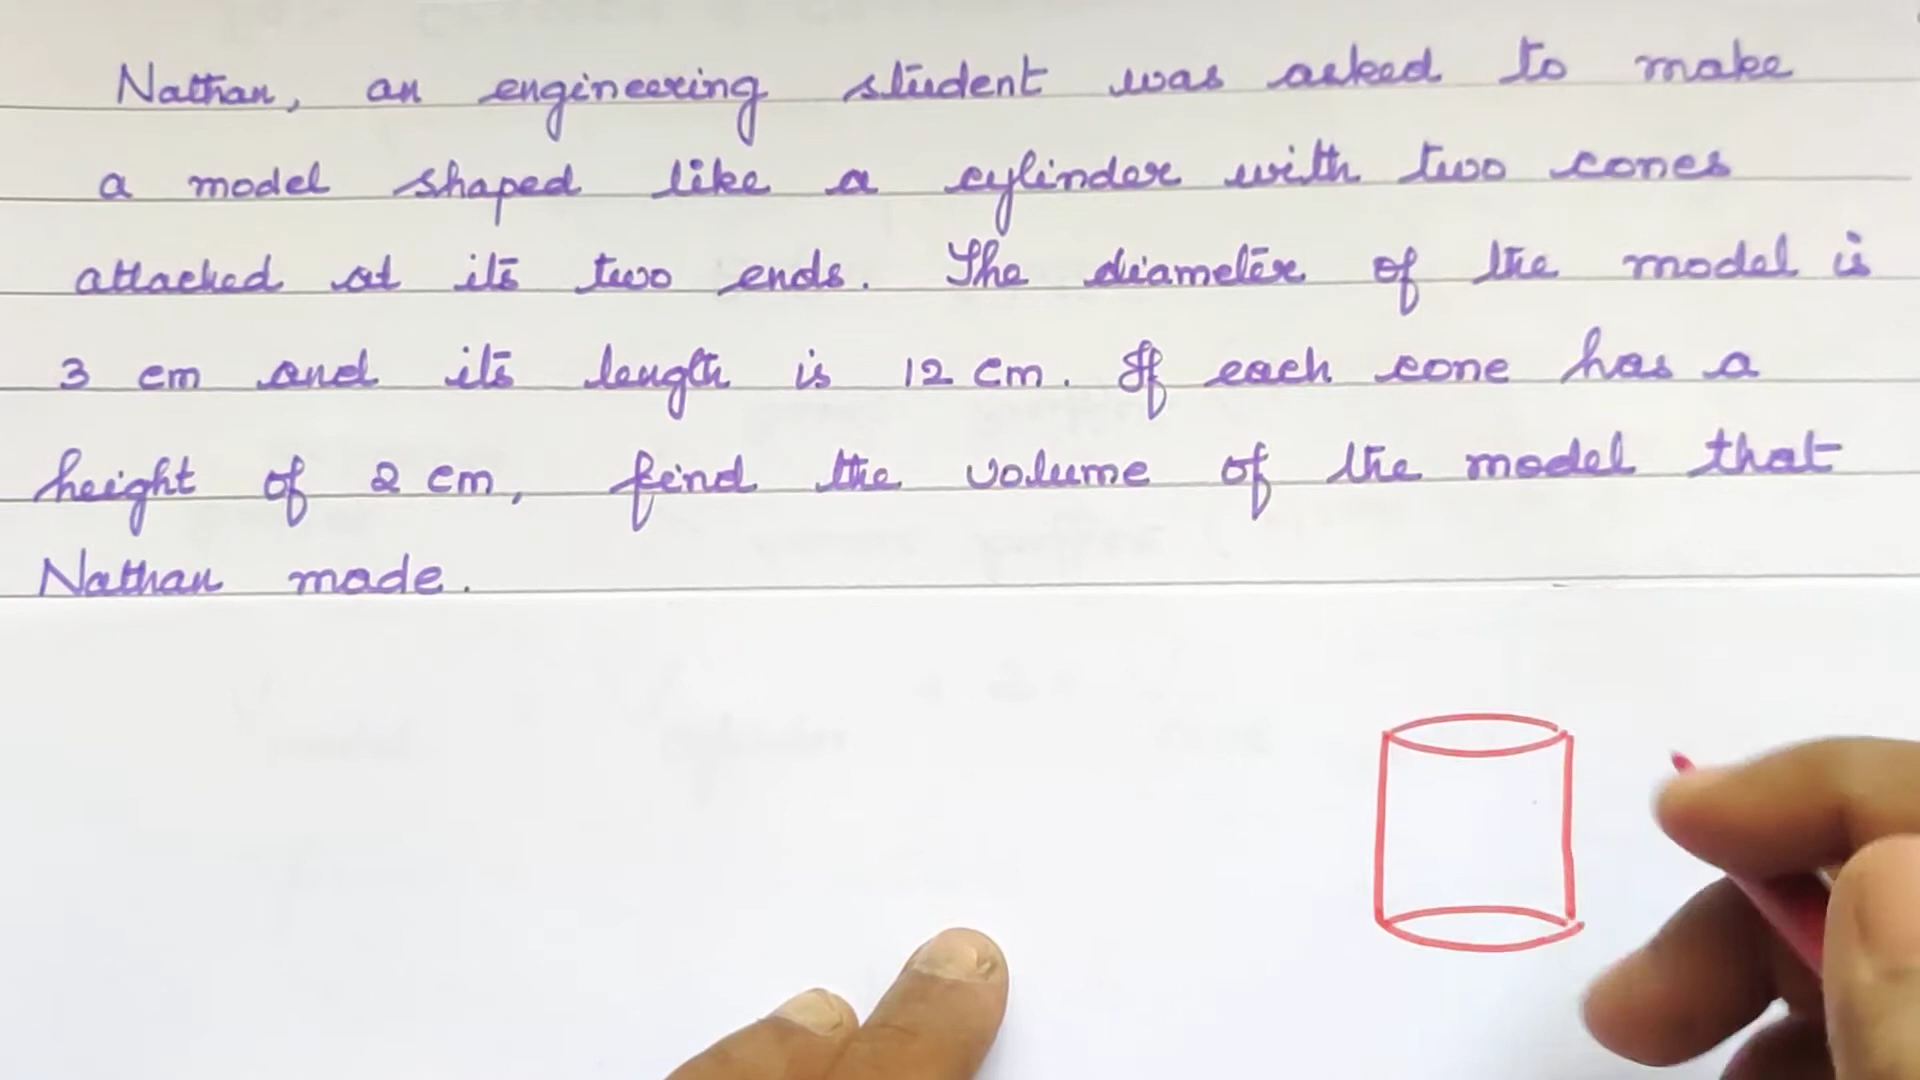 Nathan, an engineering student was asked to make
a model shaped like a cylinder with two cones
attached at its two ends. The diameter of the model is
3 cm and its length is 12 cm. If each cone has a
height of 2 cm, find the volume of the model that
Nathan made.